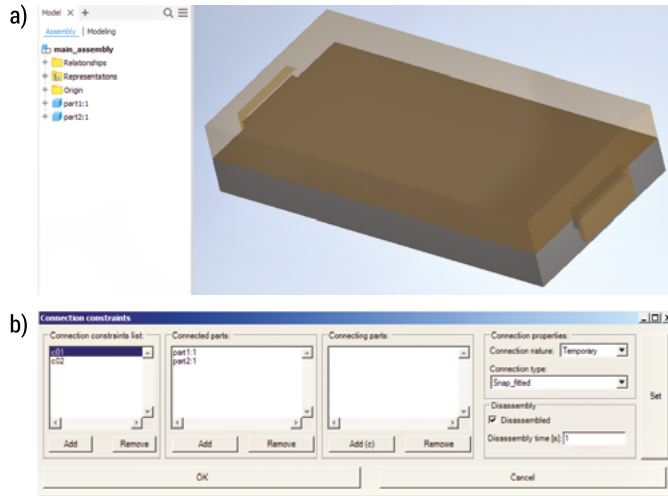 a)
Model × +
Assembly | Modeling
main_assembly
Relationships
Representations
Origin
part1:1
part2:1
b)
Connection constraints
Connection constraints list:
c01
c02
Add Remove
Connected parts:
part1:1
part2:1
Add Remove
Connecting parts:
Add (c) Remowe
Connection properties:
Connection nature: Temporary
Connection type:
Snap_fitted
Disassembly
Disassembled
Disassembly time [s]: 1
Set
OK Cancel